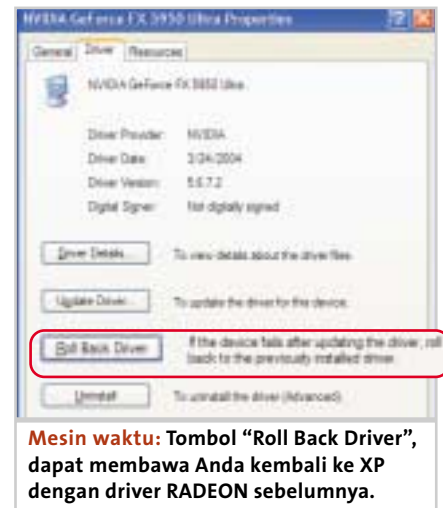 NVIDIA GeForce FX 5950 Ultra Properties
General Driver Resources
NVIDIA GeForce FX 5950 Ultra
Driver Provider: NVIDIA
Driver Date: 3/24/2004
Driver Version: 5.6.7.2
Digital Signer: Not digitally signed
Driver Details... To view details about the driver files.
Update Driver... To update the driver for this device.
Roll Back Driver If the device fails after updating the driver, roll
back to the previously installed driver.
Uninstall To uninstall the driver (Advanced).
Mesin waktu: Tombol “Roll Back Driver”,
dapat membawa Anda kembali ke XP
dengan driver RADEON sebelumnya.